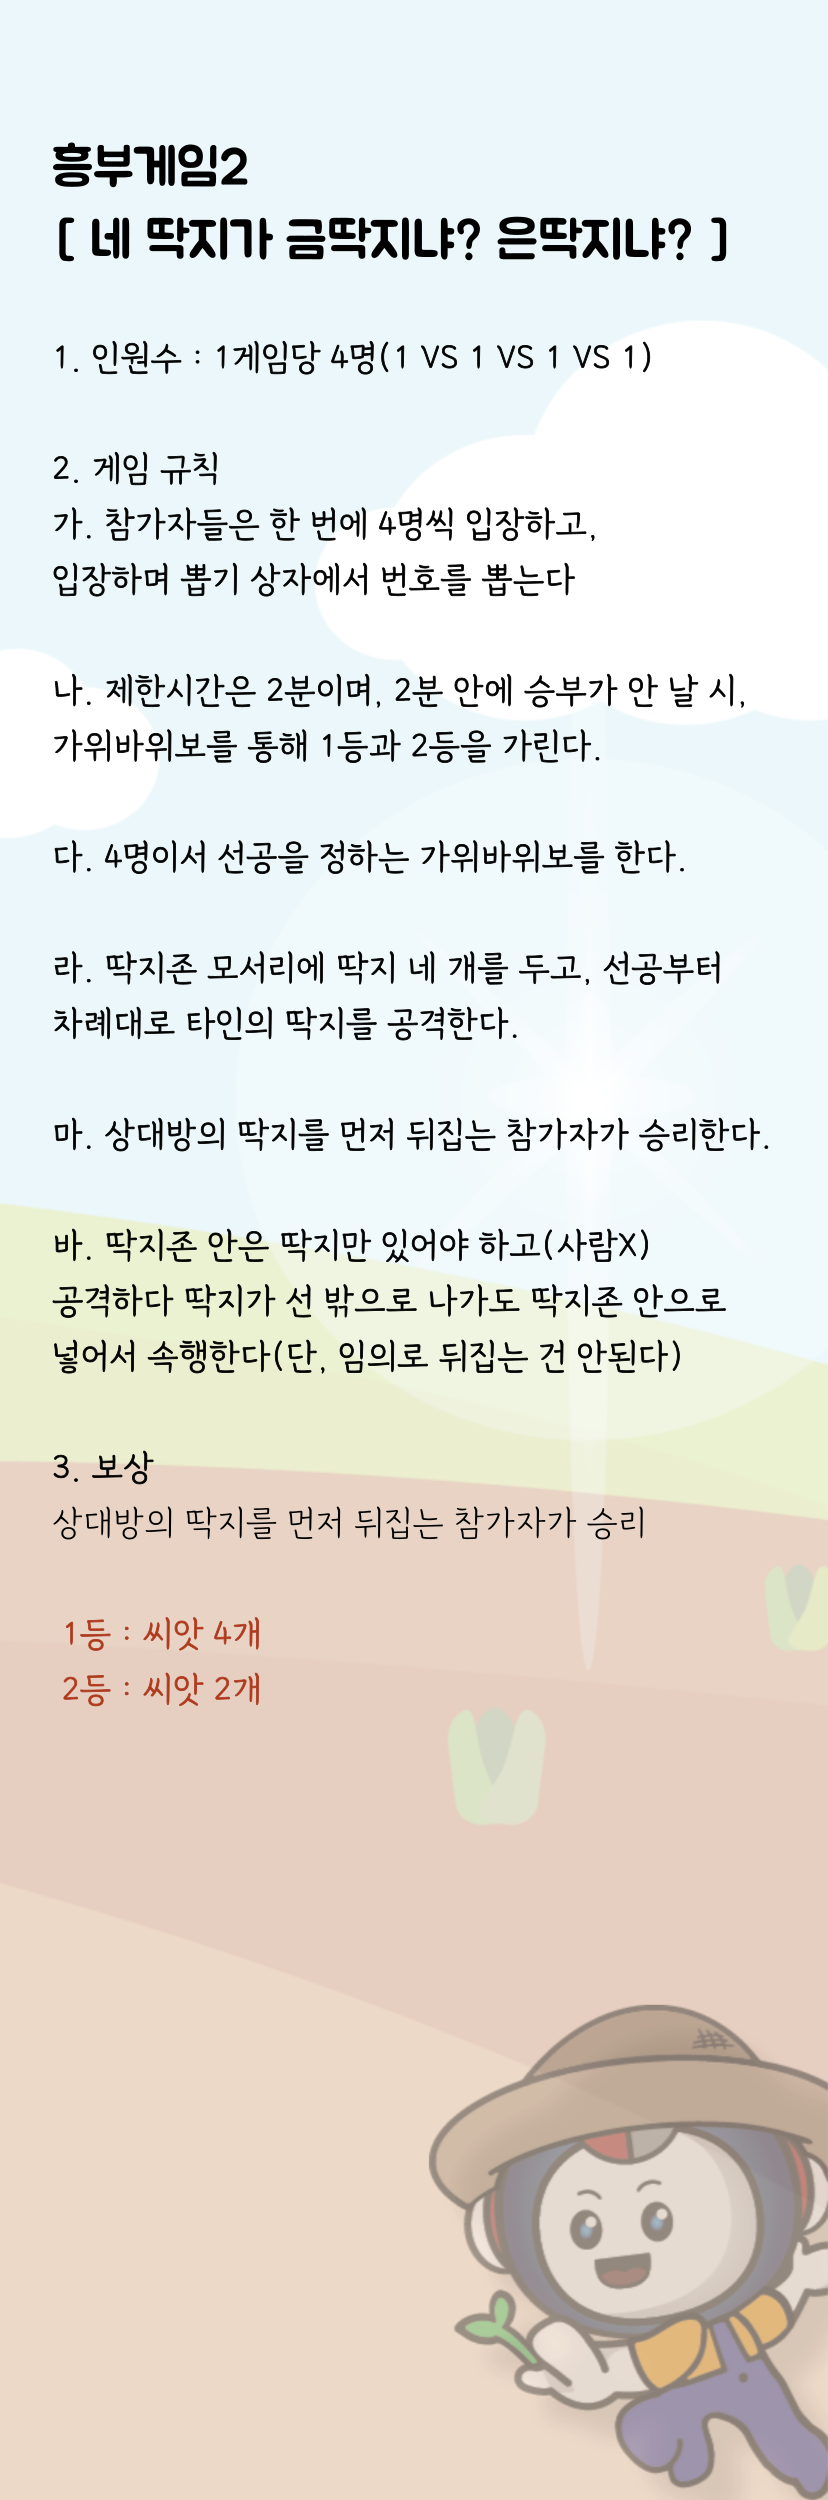 흥부게임2
[ 네 딱지가 금딱지냐? 은딱지냐? ]
1. 인원수 : 1게임당 4명(1 VS 1 VS 1 VS 1)
2. 게임 규칙
가. 참가자들은 한 번에 4명씩 입장하고,
입장하며 뽑기 상자에서 번호를 뽑는다
나. 제한시간은 2분이며, 2분 안에 승부가 안 날 시,
가위바위보를 통해 1등과 2등을 가린다.
다. 4명이서 선공을 정하는 가위바위보를 한다.
라. 딱지존 모서리에 딱지 네 개를 두고, 선공부터
차례대로 타인의 딱지를 공격한다.
마. 상대방의 딱지를 먼저 뒤집는 참가자가 승리한다.
바. 딱지존 안은 딱지만 있어야 하고(사람X)
공격하다 딱지가 선 밖으로 나가도 딱지존 안으로
넣어서 속행한다(단, 임의로 뒤집는 건 안된다)
3. 보상
상대방의 딱지를 먼저 뒤집는 참가자가 승리
1등 : 씨앗 4개
2등 : 씨앗 2개